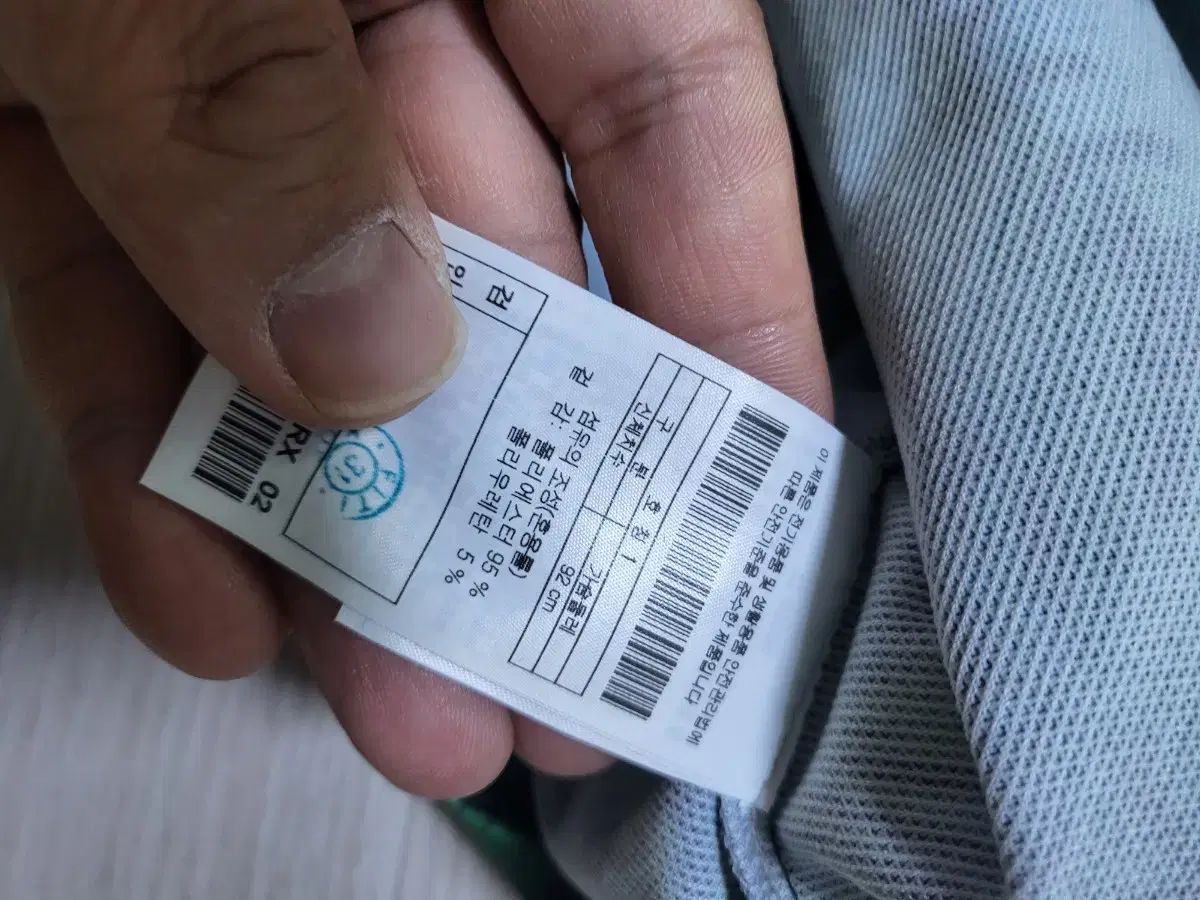 이 제품은 전기용품 및 생활용품 안전관리법에
따른 안전기준을 준수한 제품입니다
구 분 호 칭 1
신체치수 가슴둘레
92 cm
섬유의 조성(혼용률)
겉 감: 폴리에스터 95 %
폴리우레탄 5 %
검
인
31
RX 02